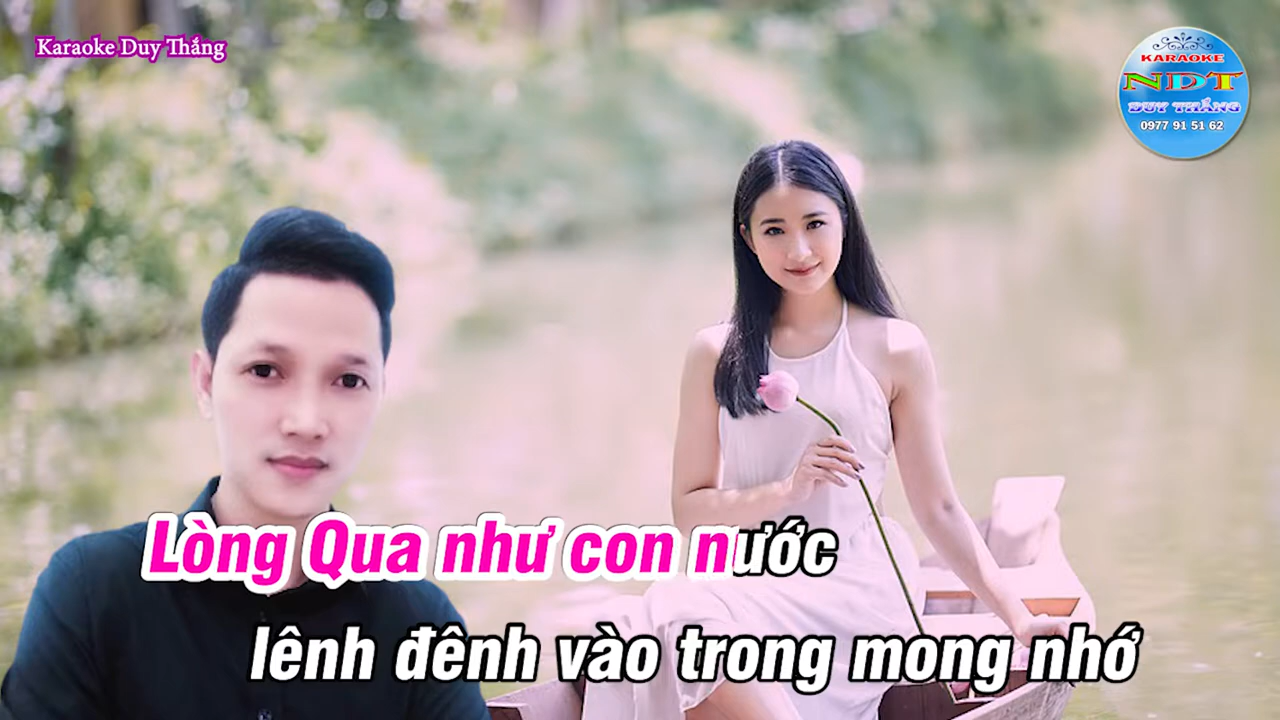 Karaoke Duy Thắng
KARAOKE
NDT
DUY THẮNG
0977 91 51 62
Lòng Qua như con nước
lênh đênh vào trong mong nhớ